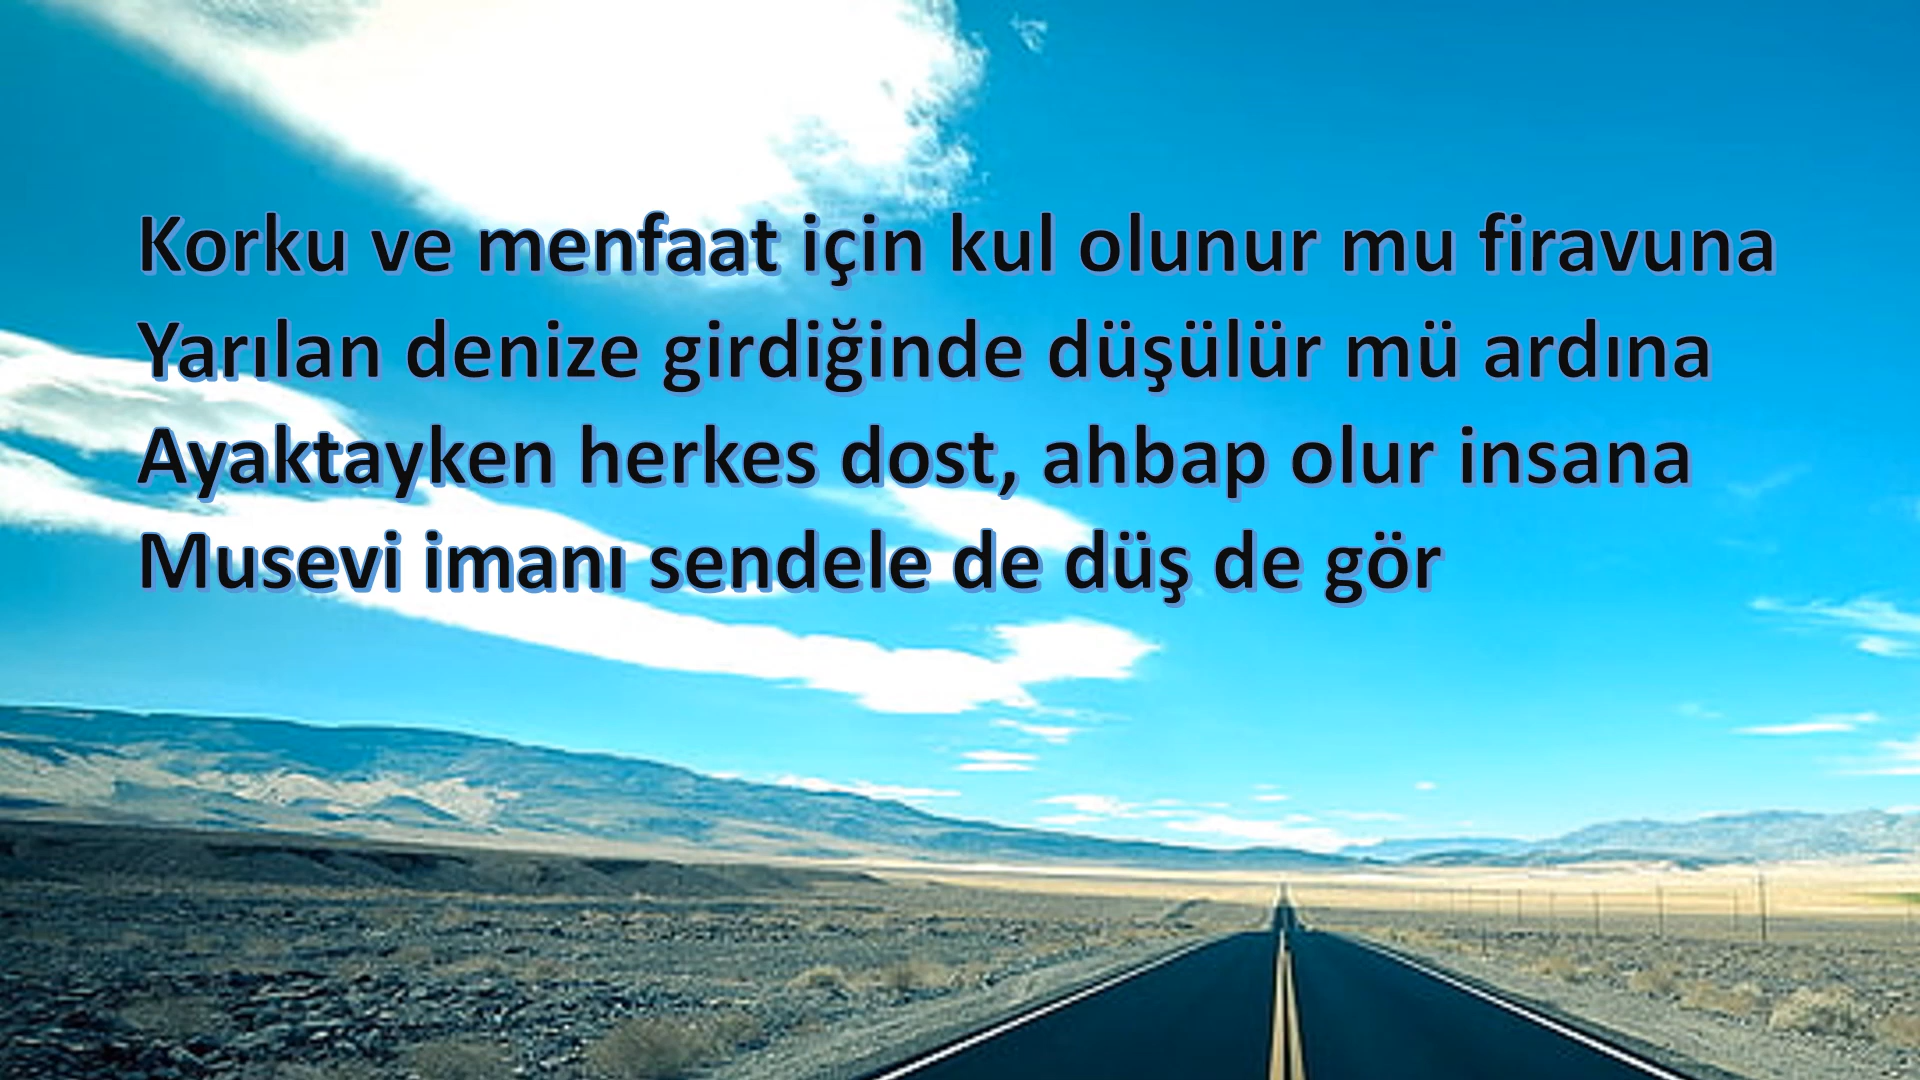 Korku ve menfaat için kul olunur mu firavuna
Yarılan denize girdiğinde düşülür mü ardına
Ayaktayken herkes dost, ahbap olur insana
Musevi imanı sendele de düş de gör